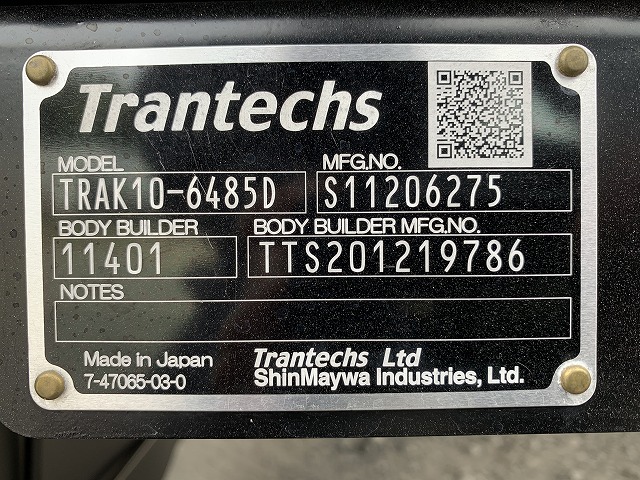 Trantechs
MODEL MFG.NO.
TRAK10-6485D S11206275
BODY BUILDER BODY BUILDER MFG.NO.
11401 TTS201219786
NOTES
Made in Japan Trantechs Ltd
7-47065-03-0 ShinMaywa Industries, Ltd.